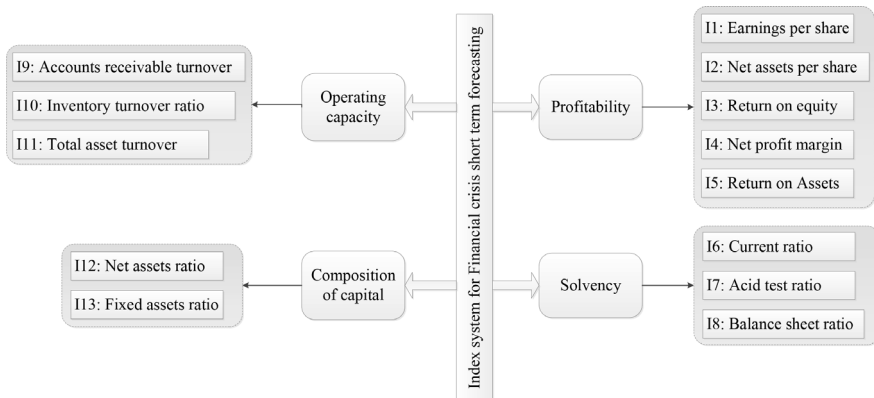 I9: Accounts receivable turnover
I10: Inventory turnover ratio
I11: Total asset turnover
Operating
capacity
I12: Net assets ratio
I13: Fixed assets ratio
Composition
of capital
Index system for Financial crisis short term forecasting
Profitability
I1: Earnings per share
I2: Net assets per share
I3: Return on equity
I4: Net profit margin
I5: Return on Assets
Solvency
I6: Current ratio
I7: Acid test ratio
I8: Balance sheet ratio